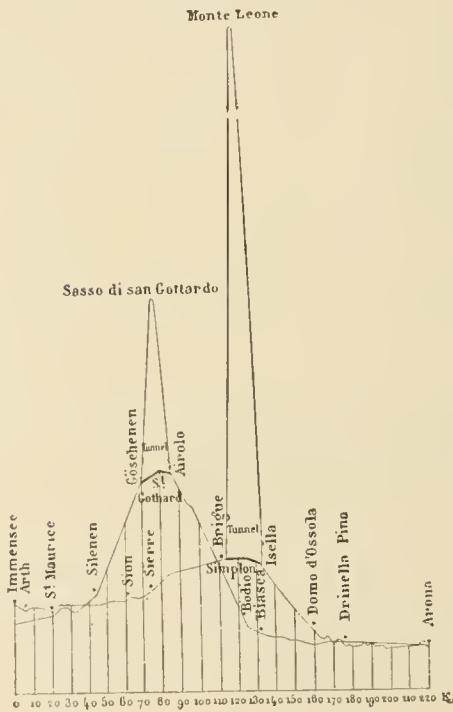 Monte Leone
Sasso di san Gottardo
Immensee
Arth
St Maurice
Silenen
Sion
Göschenen
Sierre
Tunnel
St
Gothard
Airolo
Brigue
Tunnel
Simplon
Bodio
Biasca
Isella
Domo d'Ossola
Drinella Pino
Arona
0 10 20 30 40 50 60 70 80 90 100 110 120 130 140 150 160 170 180 190 200 210 220 K.